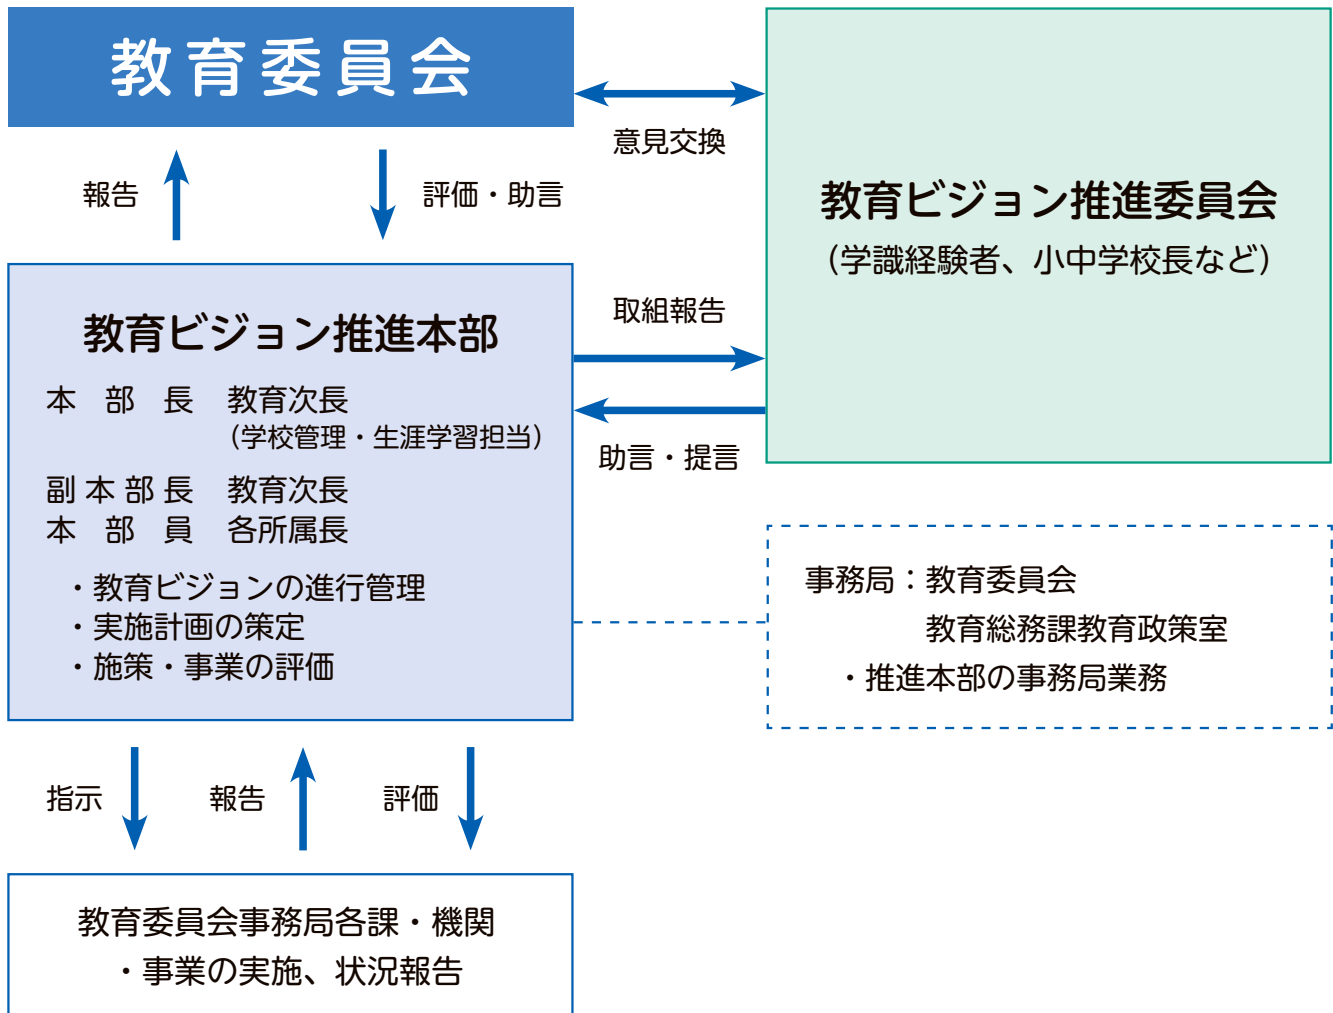 教育委員会
意見交換
報告
評価・助言
教育ビジョン推進委員会
（学識経験者、小中学校長など）
教育ビジョン推進本部
本部長 教育次長
（学校管理・生涯学習担当）
副本部長 教育次長
本部員 各所属長
・教育ビジョンの進行管理
・実施計画の策定
・施策・事業の評価
取組報告
助言・提言
事務局：教育委員会
教育総務課教育政策室
・推進本部の事務局業務
指示
報告
評価
教育委員会事務局各課・機関
・事業の実施、状況報告